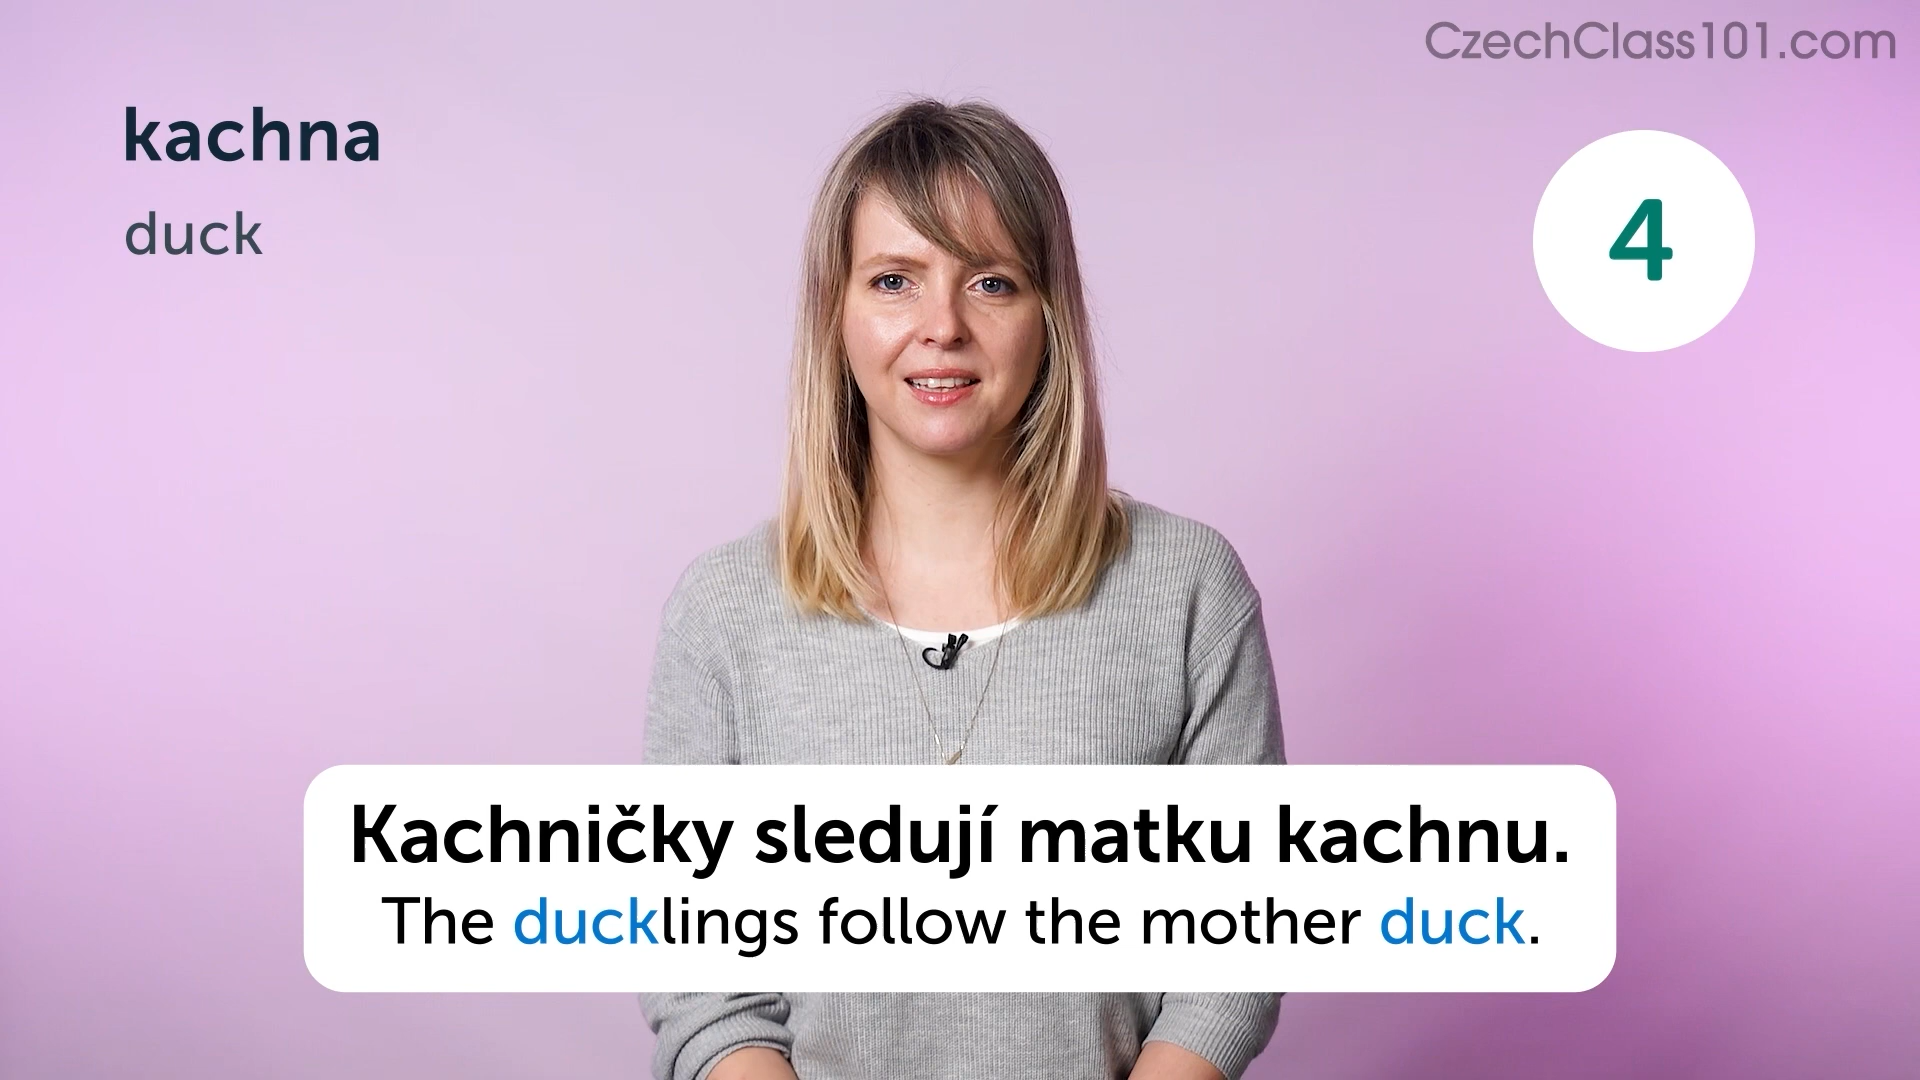 CzechClass101.com
kachna
duck
4
Kachničky sledují matku kachnu.
The ducklings follow the mother duck.